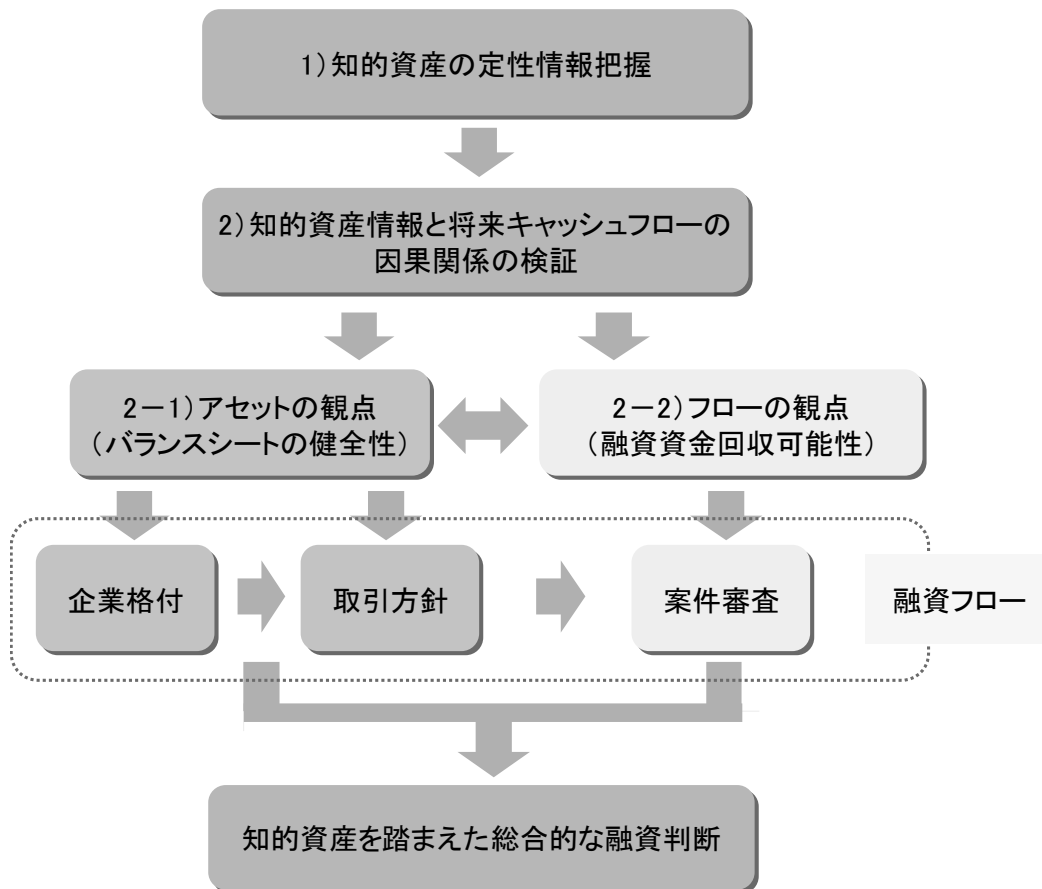 1)知的資産の定性情報把握
2)知的資産情報と将来キャッシュフローの
因果関係の検証
2－1)アセットの観点
(バランスシートの健全性)
2－2)フローの観点
(融資資金回収可能性)
企業格付
取引方針
案件審査
融資フロー
知的資産を踏まえた総合的な融資判断